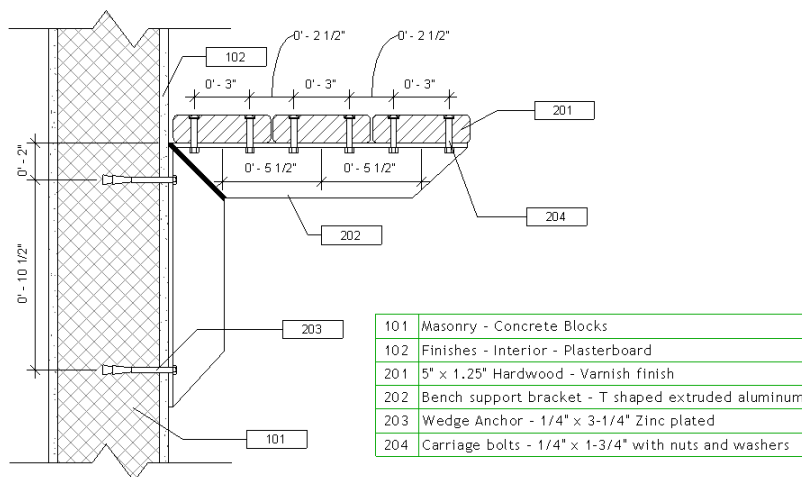 0' - 2 1/2"
0' - 2 1/2"
102
0' - 3"
0' - 3"
0' - 3"
201
0' - 2"
0' - 5 1/2"
0' - 5 1/2"
204
202
0' - 10 1/2"
203
101
101 Masonry - Concrete Blocks
102 Finishes - Interior - Plasterboard
201 5" x 1.25" Hardwood - Varnish finish
202 Bench support bracket - T shaped extruded aluminum
203 Wedge Anchor - 1/4" x 3-1/4" Zinc plated
204 Carriage bolts - 1/4" x 1-3/4" with nuts and washers